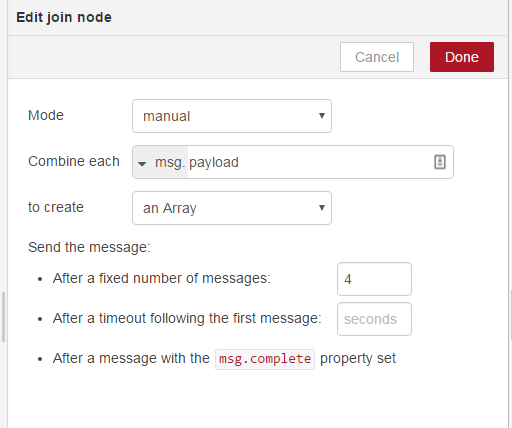 Edit join node
Cancel Done
Mode manual
Combine each msg. payload
to create an Array
Send the message:
• After a fixed number of messages: 4
• After a timeout following the first message: seconds
• After a message with the msg.complete property set